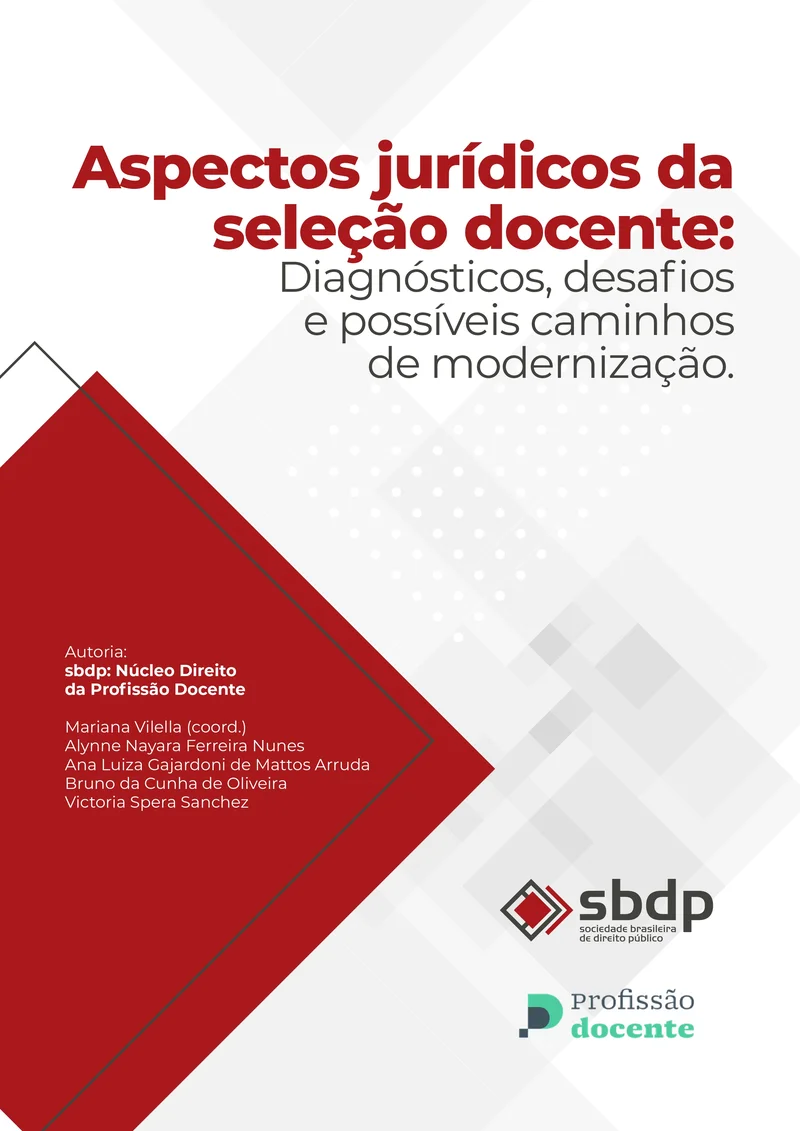 Aspectos jurídicos da
seleção docente:
Diagnósticos, desafios
e possíveis caminhos
de modernização.
Autoria:
sbdp: Núcleo Direito
da Profissão Docente
Mariana Vilella (coord.)
Alynne Nayara Ferreira Nunes
Ana Luiza Gajardoni de Mattos Arruda
Bruno da Cunha de Oliveira
Victoria Spera Sanchez
sbdp
sociedade brasileira
de direito público
Profissão
docente